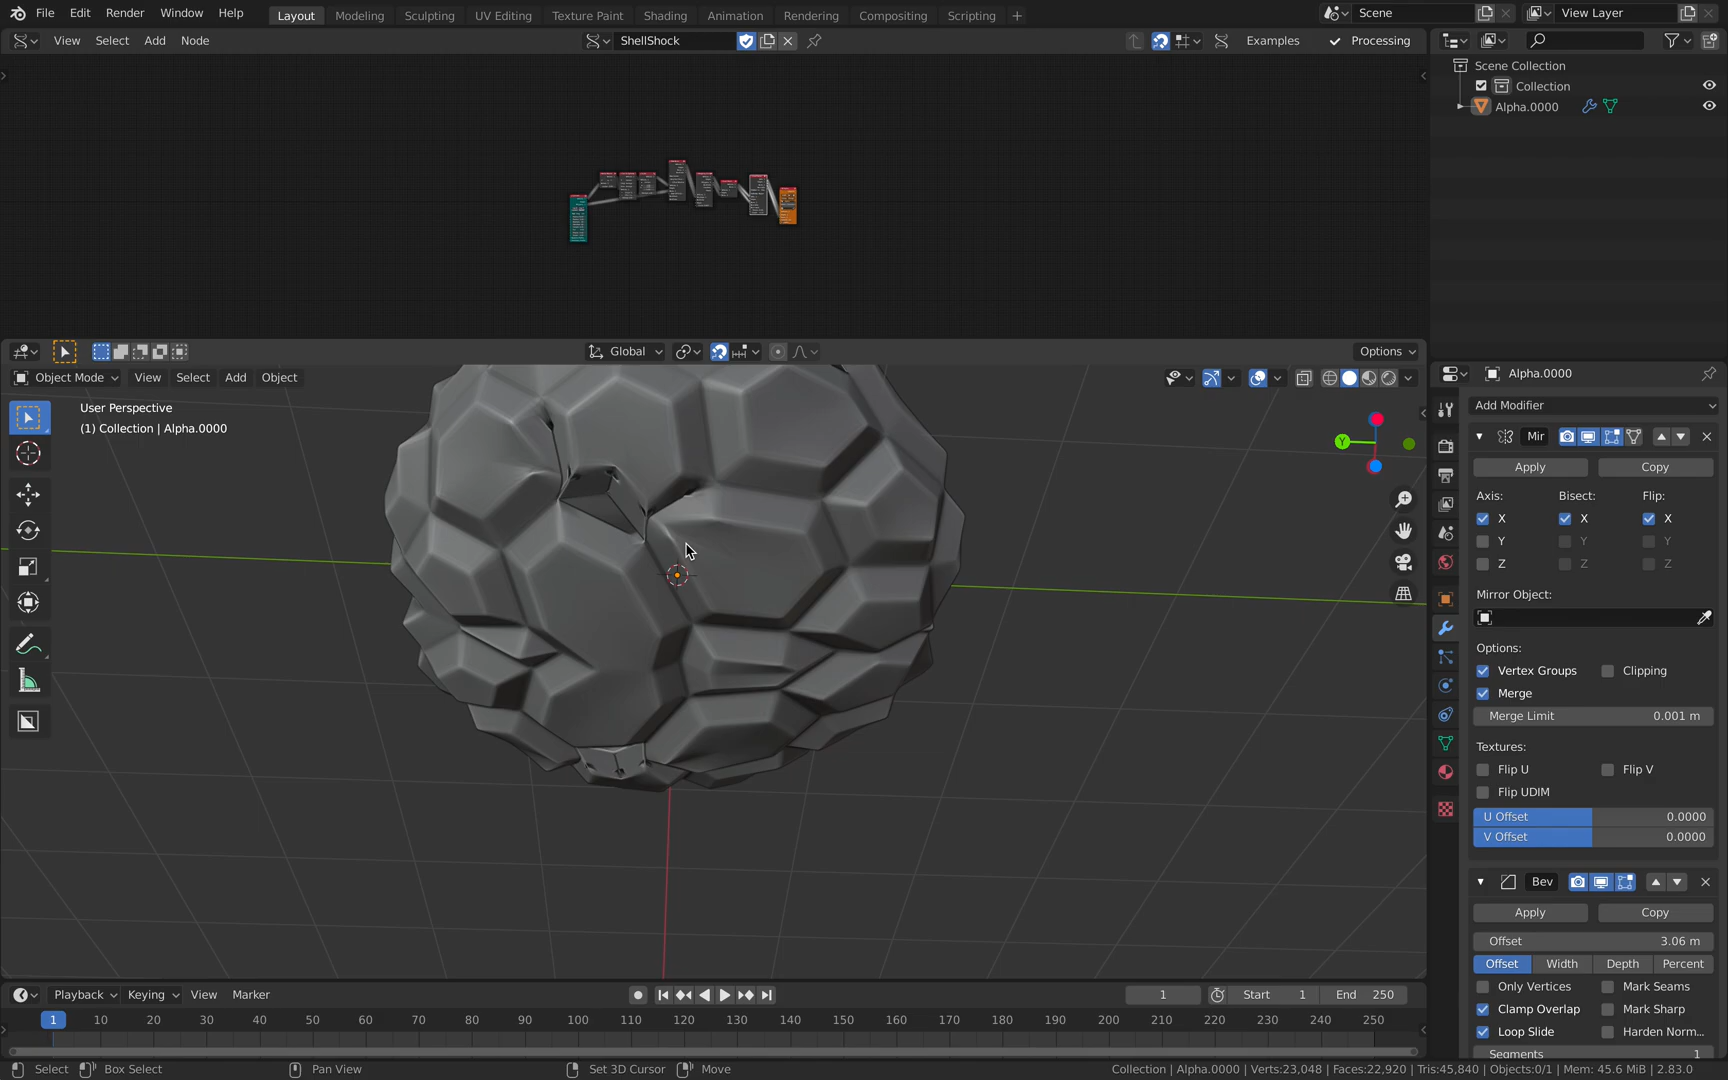 File Edit Render Window Help Layout Modeling Sculpting UV Editing Texture Paint Shading Animation Rendering Compositing Scripting + Scene View Layer
View Select Add Node ShellShock Examples Processing
Scene Collection
Collection
Alpha.0000
Global Options
Object Mode View Select Add Object
User Perspective
(1) Collection | Alpha.0000
Y
Alpha.0000
Add Modifier
Mir
Apply Copy
Axis: Bisect: Flip:
X X X
Y Y Y
Z Z Z
Mirror Object:
Options:
Vertex Groups Clipping
Merge
Merge Limit 0.001 m
Textures:
Flip U Flip V
Flip UDIM
U Offset 0.0000
V Offset 0.0000
Bev
Apply Copy
Offset 3.06 m
Offset Width Depth Percent
Only Vertices Mark Seams
Clamp Overlap Mark Sharp
Loop Slide Harden Norm...
Segments 1
Playback Keying View Marker 1 Start 1 End 250
1 10 20 30 40 50 60 70 80 90 100 110 120 130 140 150 160 170 180 190 200 210 220 230 240 250
Select Box Select Pan View Set 3D Cursor Move Collection | Alpha.0000 | Verts:23,048 | Faces:22,920 | Tris:45,840 | Objects:0/1 | Mem: 45.6 MiB | 2.83.0